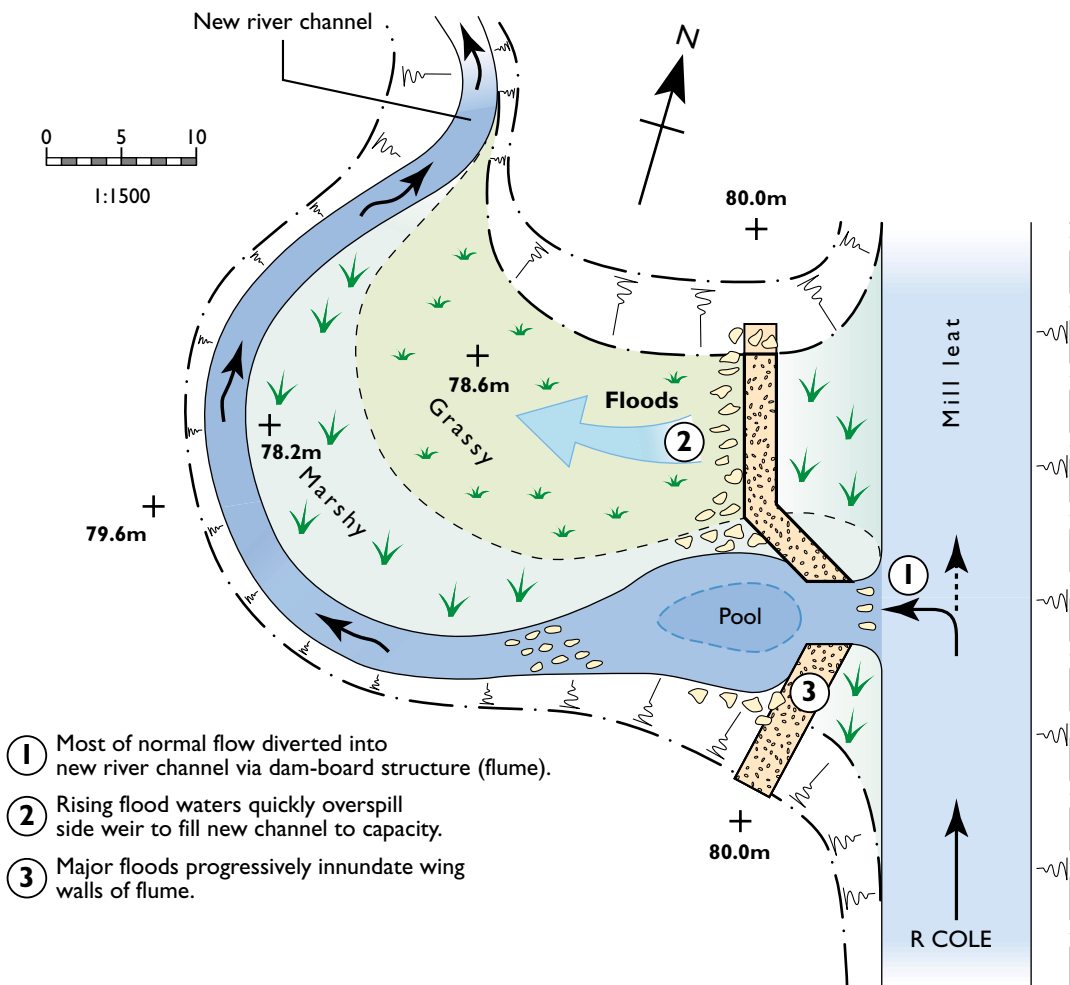 New river channel
N
0 5 10
1:1500
80.0m
Mill leat
78.6m
Floods
Grassy
2
78.2m
Marshy
79.6m
1
Pool
3
80.0m
R COLE
1 Most of normal flow diverted into
new river channel via dam-board structure (flume).
2 Rising flood waters quickly overspill
side weir to fill new channel to capacity.
3 Major floods progressively innundate wing
walls of flume.